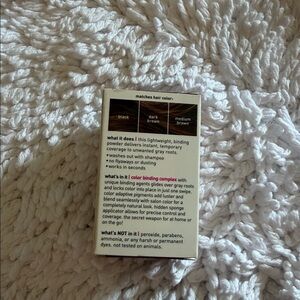 matches hair color:
black
dark
brown
medium
brown
what it does | this lightweight, binding
powder delivers instant, temporary
coverage to unwanted gray roots.
• washes out with shampoo
• no flyaways or dusting
• works in seconds
what's in it | color binding complex with
unique binding agents glides over gray roots
and locks color into place in just one swipe.
color adaptive pigments add luster and
blend seamlessly with salon color for a
completely natural look. hidden sponge
applicator allows for precise control and
coverage. the secret weapon for at home or
on the go!
what's NOT in it | peroxide, parabens,
ammonia, or any harsh or permanent
dyes. not tested on animals.